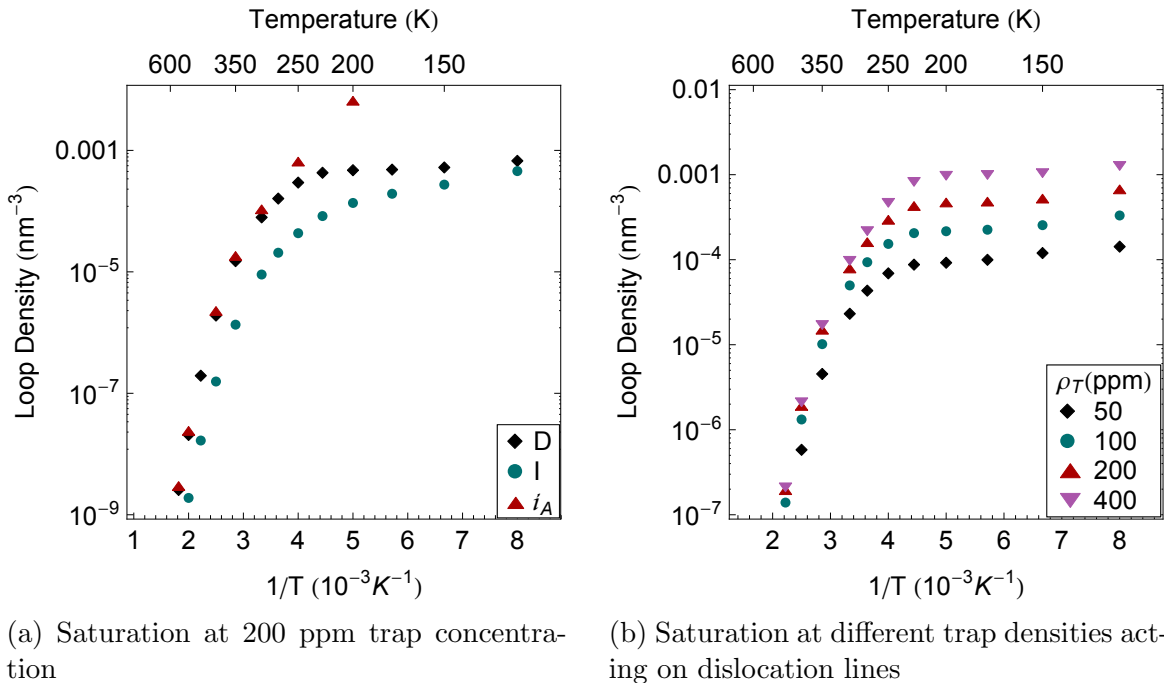 Temperature (K)
600 350 250 200 150
0.001
10⁻⁵
10⁻⁷
10⁻⁹
Loop Density (nm⁻³)
D
I
i_A
1 2 3 4 5 6 7 8
1/T (10⁻³K⁻¹)
(a) Saturation at 200 ppm trap concentra-
tion
Temperature (K)
600 350 250 200 150
0.01
0.001
10⁻⁴
10⁻⁵
10⁻⁶
10⁻⁷
Loop Density (nm⁻³)
ρ_T(ppm)
50
100
200
400
2 3 4 5 6 7 8
1/T (10⁻³K⁻¹)
(b) Saturation at different trap densities act-
ing on dislocation lines